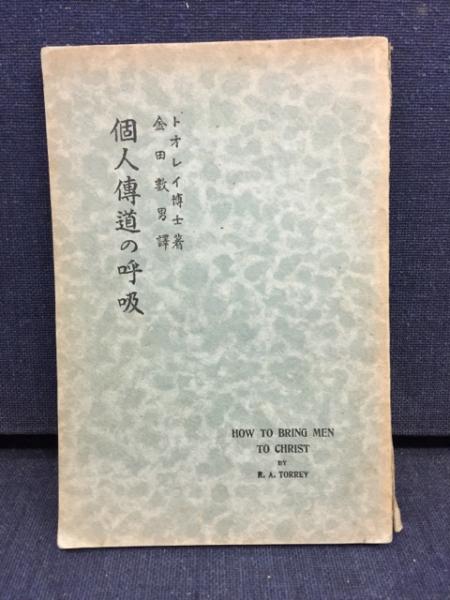 トオレイ博士著
金田数男譯
個人傳道の呼吸
HOW TO BRING MEN
TO CHRIST
BY
R. A. TORREY